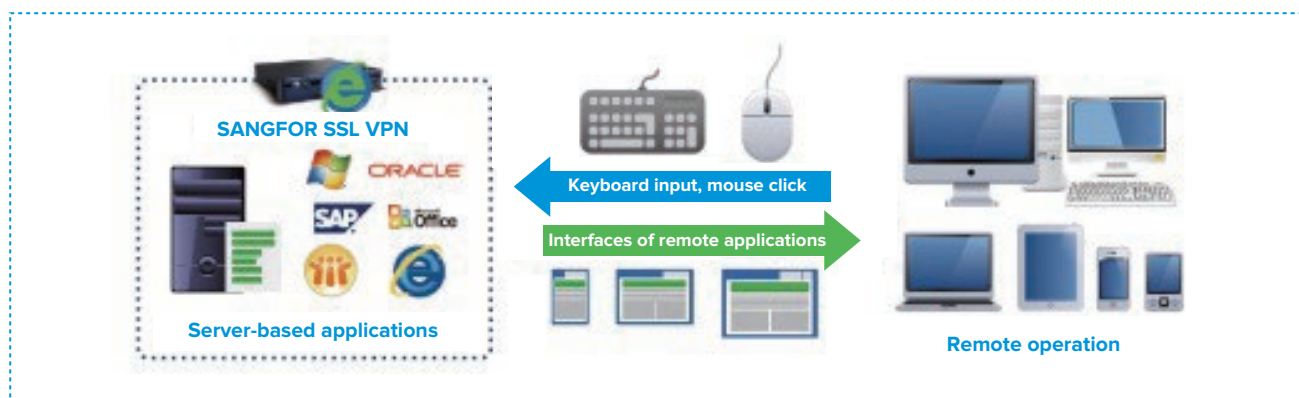 SANGFOR SSL VPN
ORACLE
SAP
Office
Server-based applications
Keyboard input, mouse click
Interfaces of remote applications
Remote operation